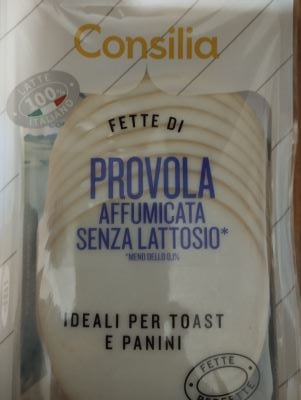 Consilia
LATTE
100%
ITALIANO
FETTE DI
PROVOLA
AFFUMICATA
SENZA LATTOSIO*
*MENO DELLO 0,1%
IDEALI PER TOAST
E PANINI
FETTE